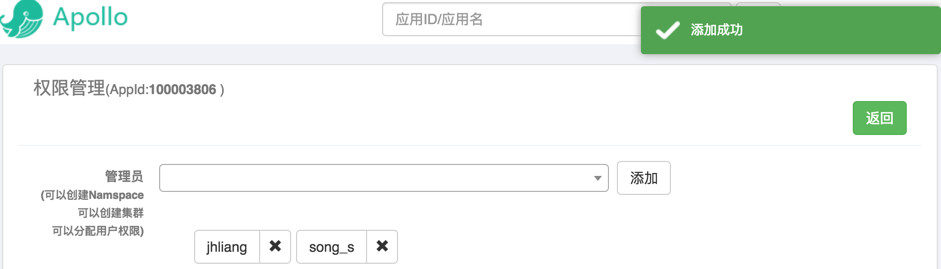 Apollo
应用ID/应用名
添加成功
权限管理(AppId:100003806 )
返回
管理员
(可以创建Namspace
可以创建集群
可以分配用户权限)
添加
jhliang
song_s